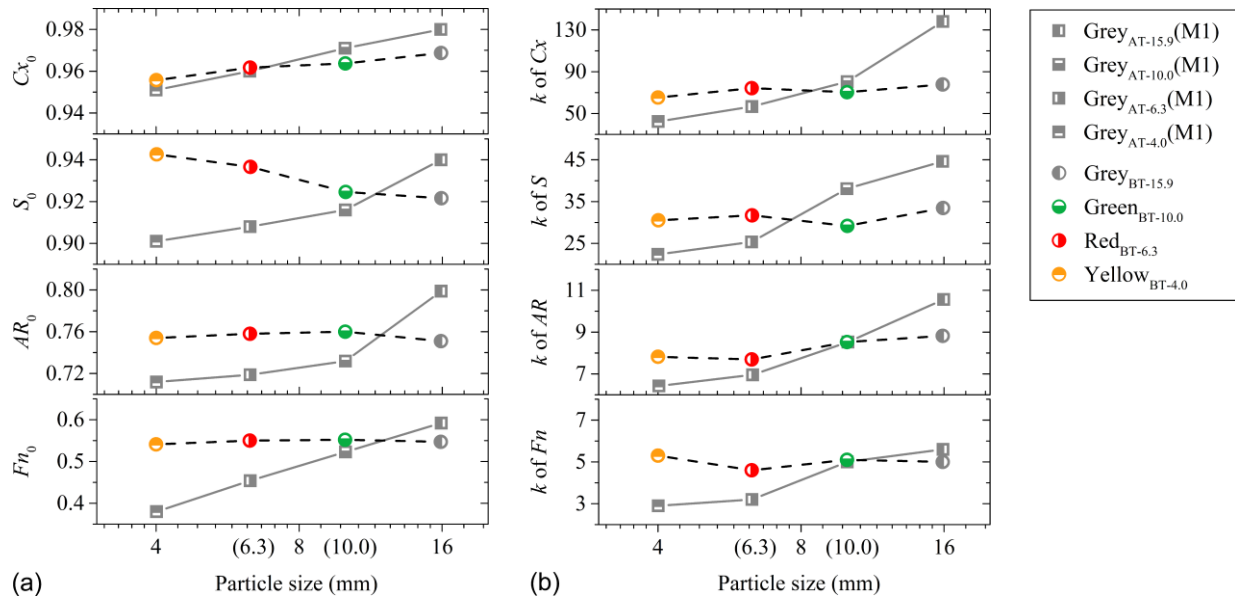 0.98
0.96
0.94
Cx0
0.94
0.92
0.90
S0
0.80
0.76
0.72
AR0
0.6
0.5
0.4
Fn0
4 (6.3) 8 (10.0) 16
(a) Particle size (mm)
130
90
50
k of Cx
45
35
25
k of S
11
9
7
k of AR
7
5
3
k of Fn
4 (6.3) 8 (10.0) 16
(b) Particle size (mm)
GreyAT-15.9(M1)
GreyAT-10.0(M1)
GreyAT-6.3(M1)
GreyAT-4.0(M1)
GreyBT-15.9
GreenBT-10.0
RedBT-6.3
YellowBT-4.0